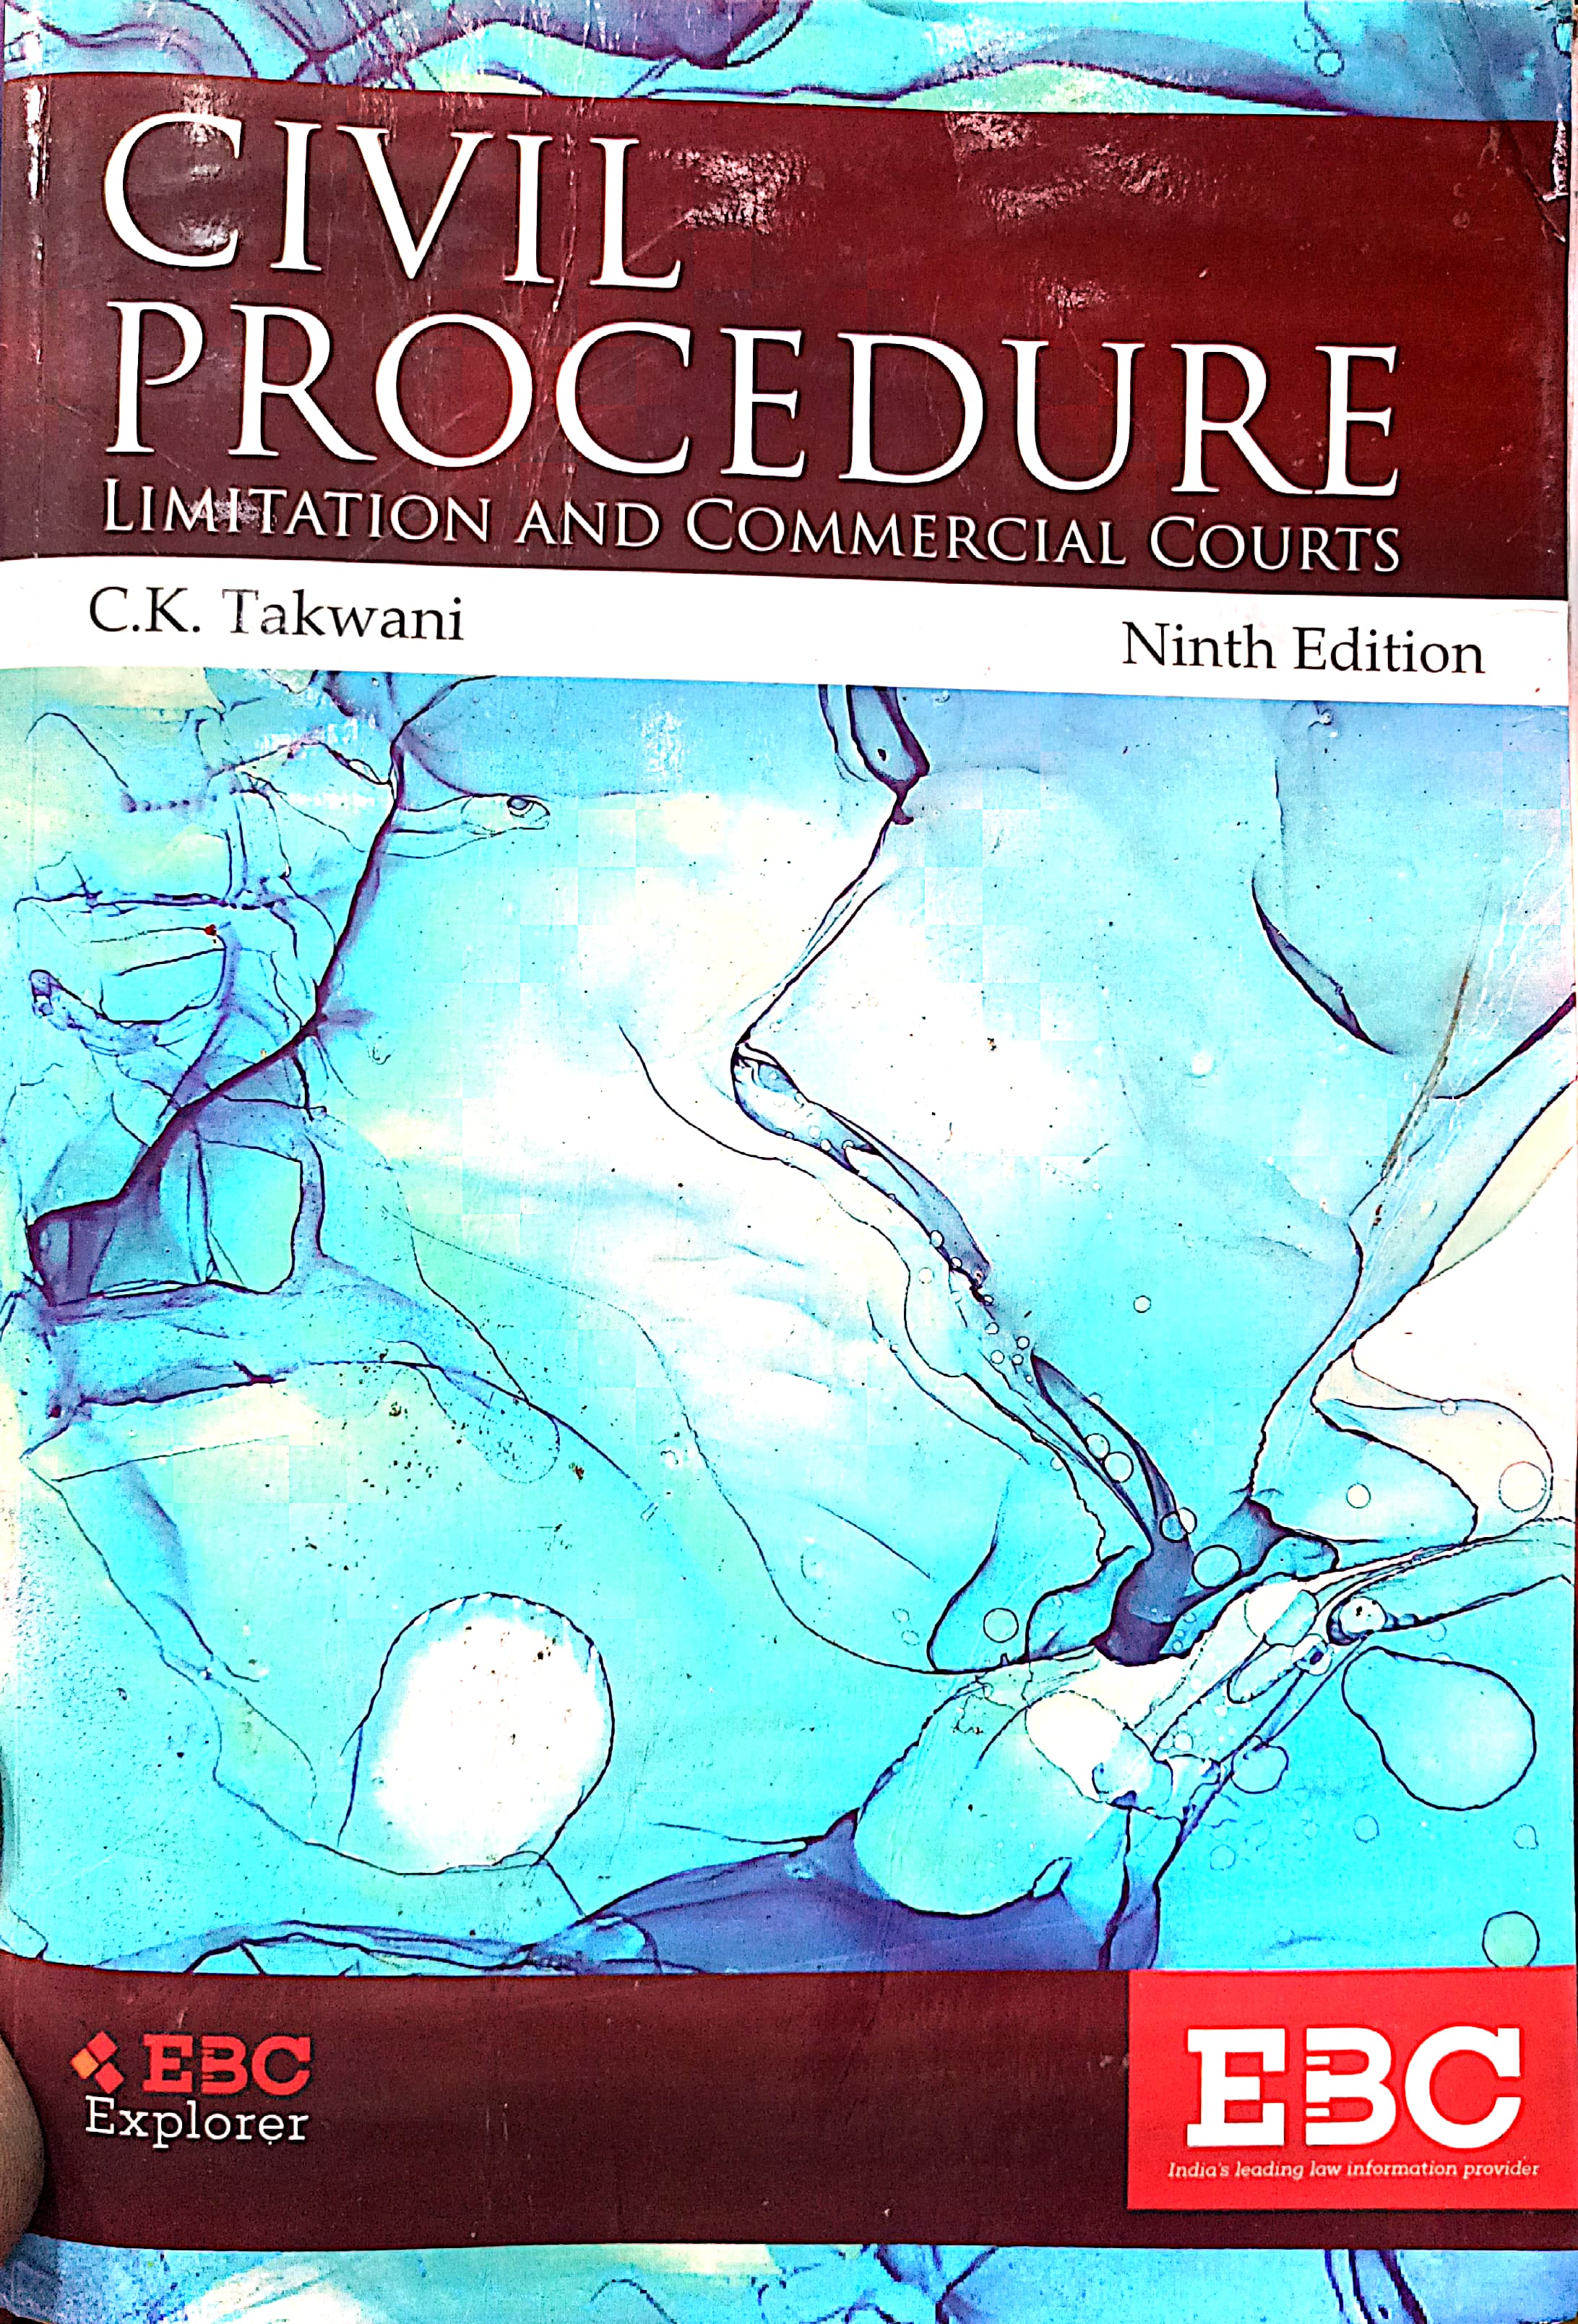 CIVIL
PROCEDURE
LIMITATION AND COMMERCIAL COURTS
C.K. Takwani
Ninth Edition
EBC
Explorer
EBC
India's leading law information provider